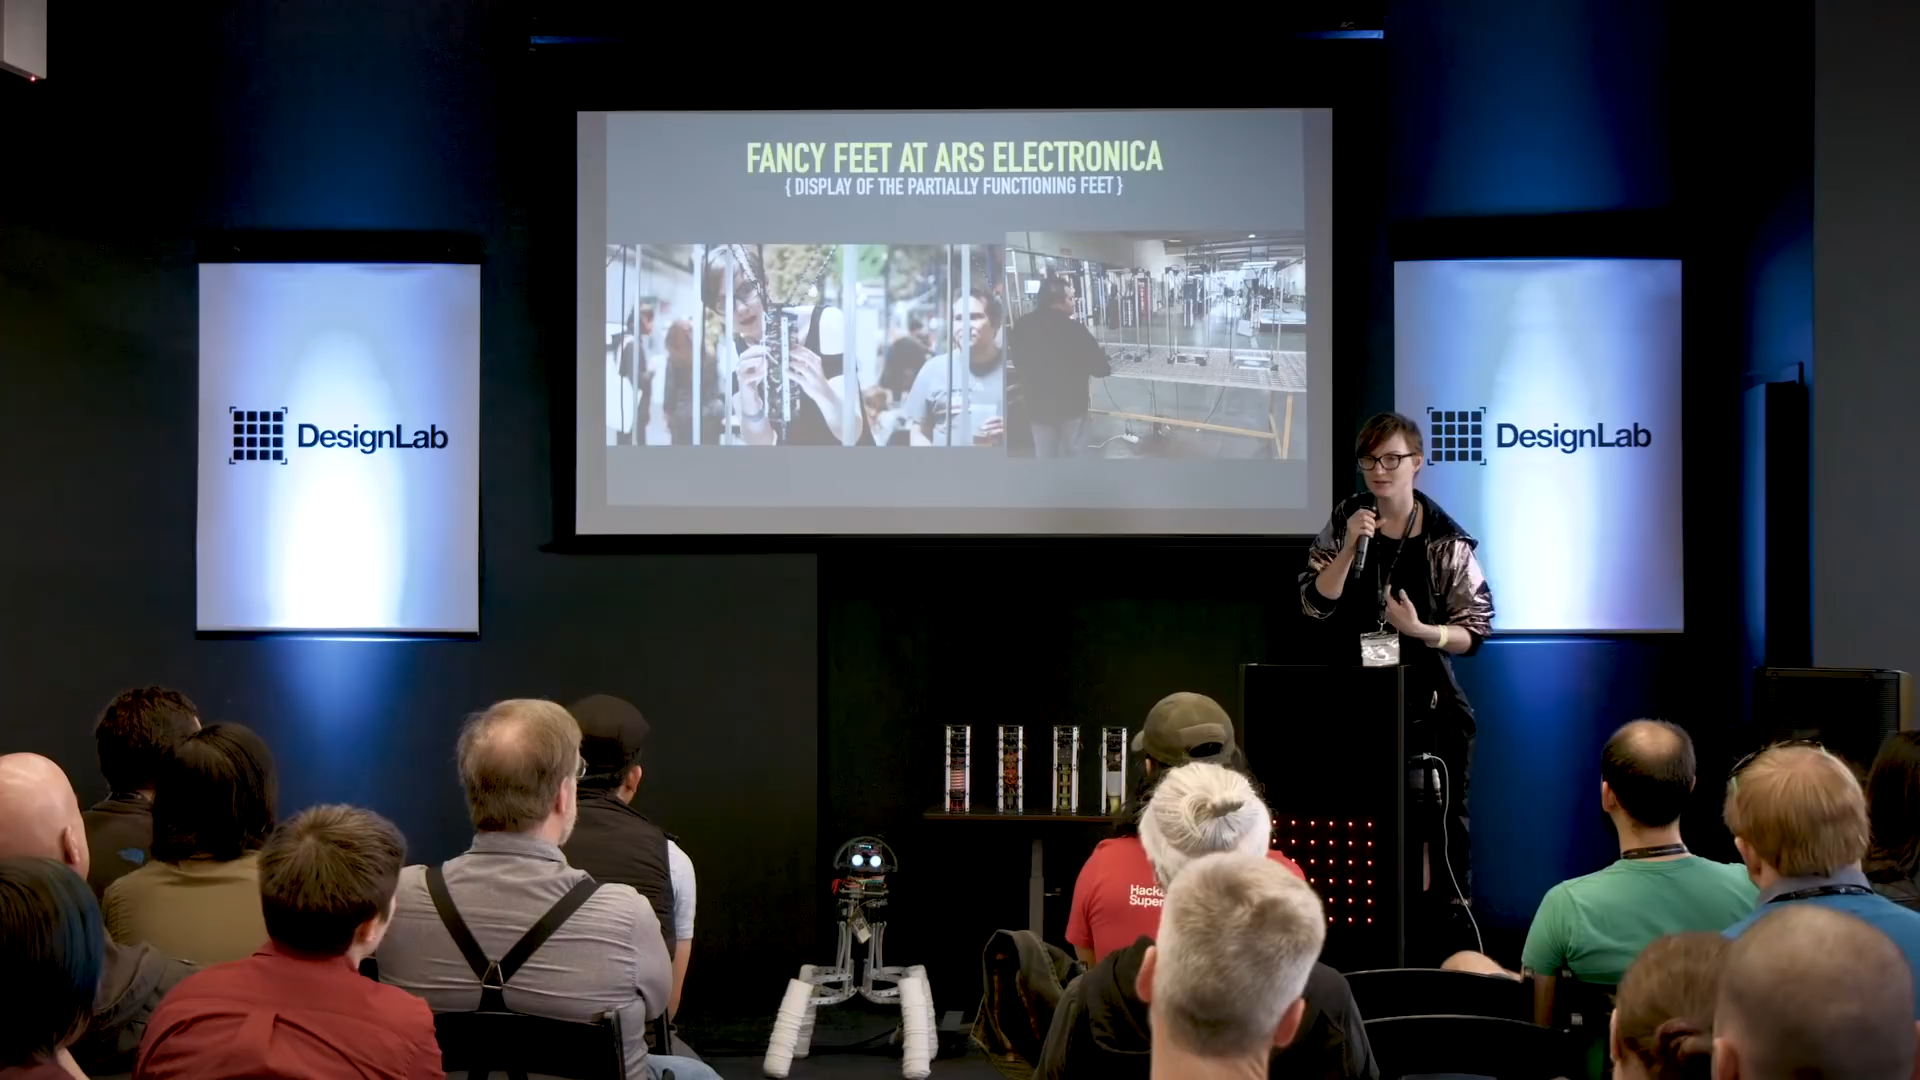 FANCY FEET AT ARS ELECTRONICA
{ DISPLAY OF THE PARTIALLY FUNCTIONING FEET }
DesignLab
DesignLab